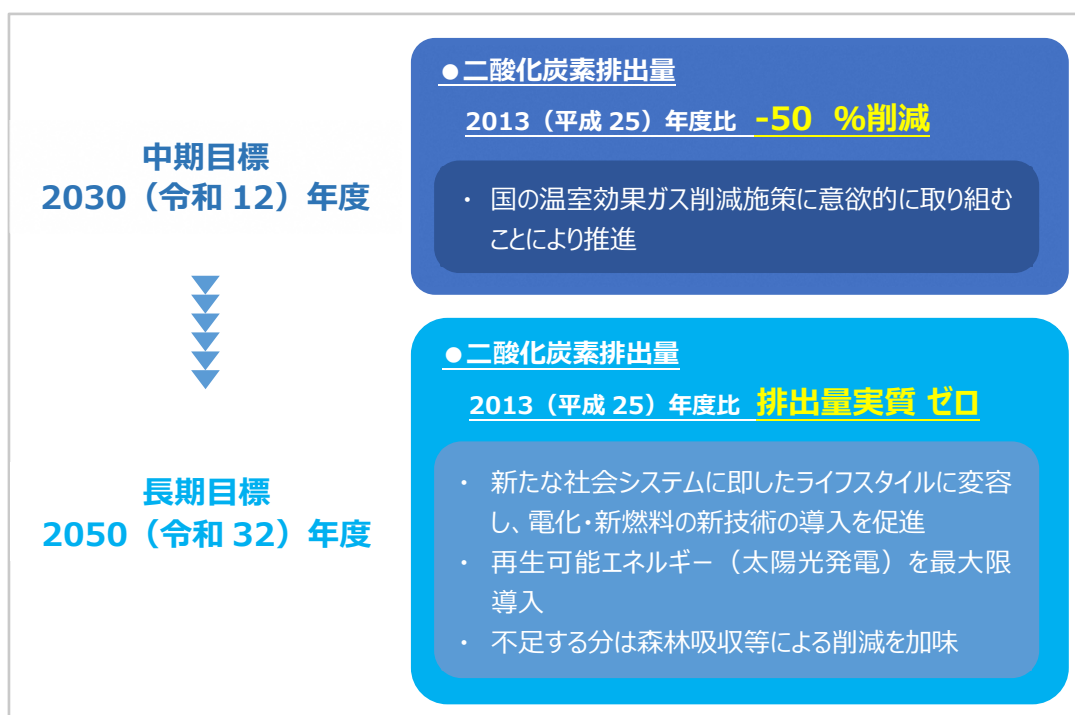 中期目標
2030（令和 12）年度
●二酸化炭素排出量
2013（平成 25）年度比 -50 %削減
・ 国の温室効果ガス削減施策に意欲的に取り組む
ことにより推進
長期目標
2050（令和 32）年度
●二酸化炭素排出量
2013（平成 25）年度比 排出量実質 ゼロ
・ 新たな社会システムに即したライフスタイルに変容
し、電化・新燃料の新技術の導入を促進
・ 再生可能エネルギー（太陽光発電）を最大限
導入
・ 不足する分は森林吸収等による削減を加味